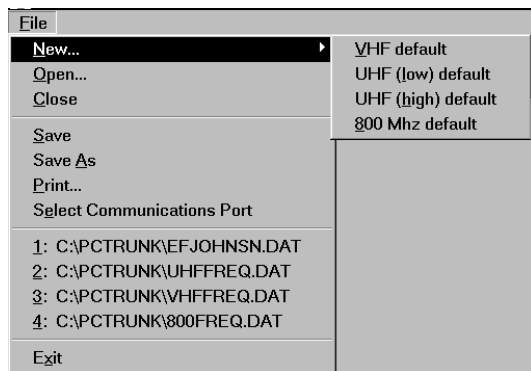 File
New...
Open...
Close
Save
Save As
Print...
Select Communications Port
1: C:\PCTRUNK\EFJOHNSN.DAT
2: C:\PCTRUNK\UHFFREQ.DAT
3: C:\PCTRUNK\VHFFREQ.DAT
4: C:\PCTRUNK\800FREQ.DAT
Exit
VHF default
UHF (low) default
UHF (high) default
800 Mhz default